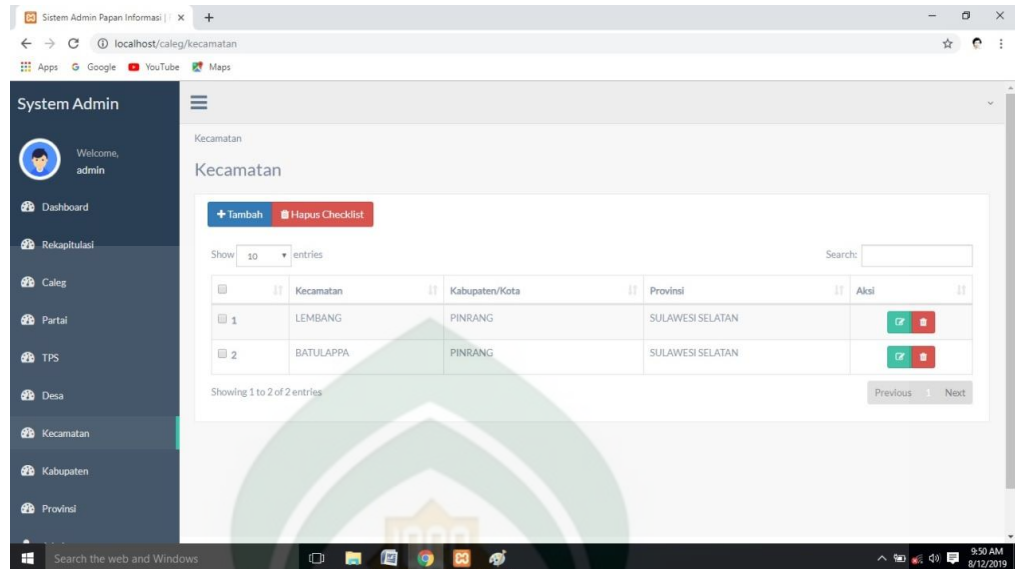 Sistem Admin Papan Informasi |
localhost/caleg/kecamatan
Apps Google YouTube Maps
System Admin
Welcome,
admin
Dashboard
Rekapitulasi
Caleg
Partai
TPS
Desa
Kecamatan
Kabupaten
Provinsi
Kecamatan
Kecamatan
+Tambah Hapus Checklist
Show 10 entries Search:
Kecamatan Kabupaten/Kota Provinsi Aksi
1 LEMBANG PINRANG SULAWESI SELATAN
2 BATULAPPA PINRANG SULAWESI SELATAN
Showing 1 to 2 of 2 entries Previous 1 Next
Search the web and Windows
9:50 AM
8/12/2019